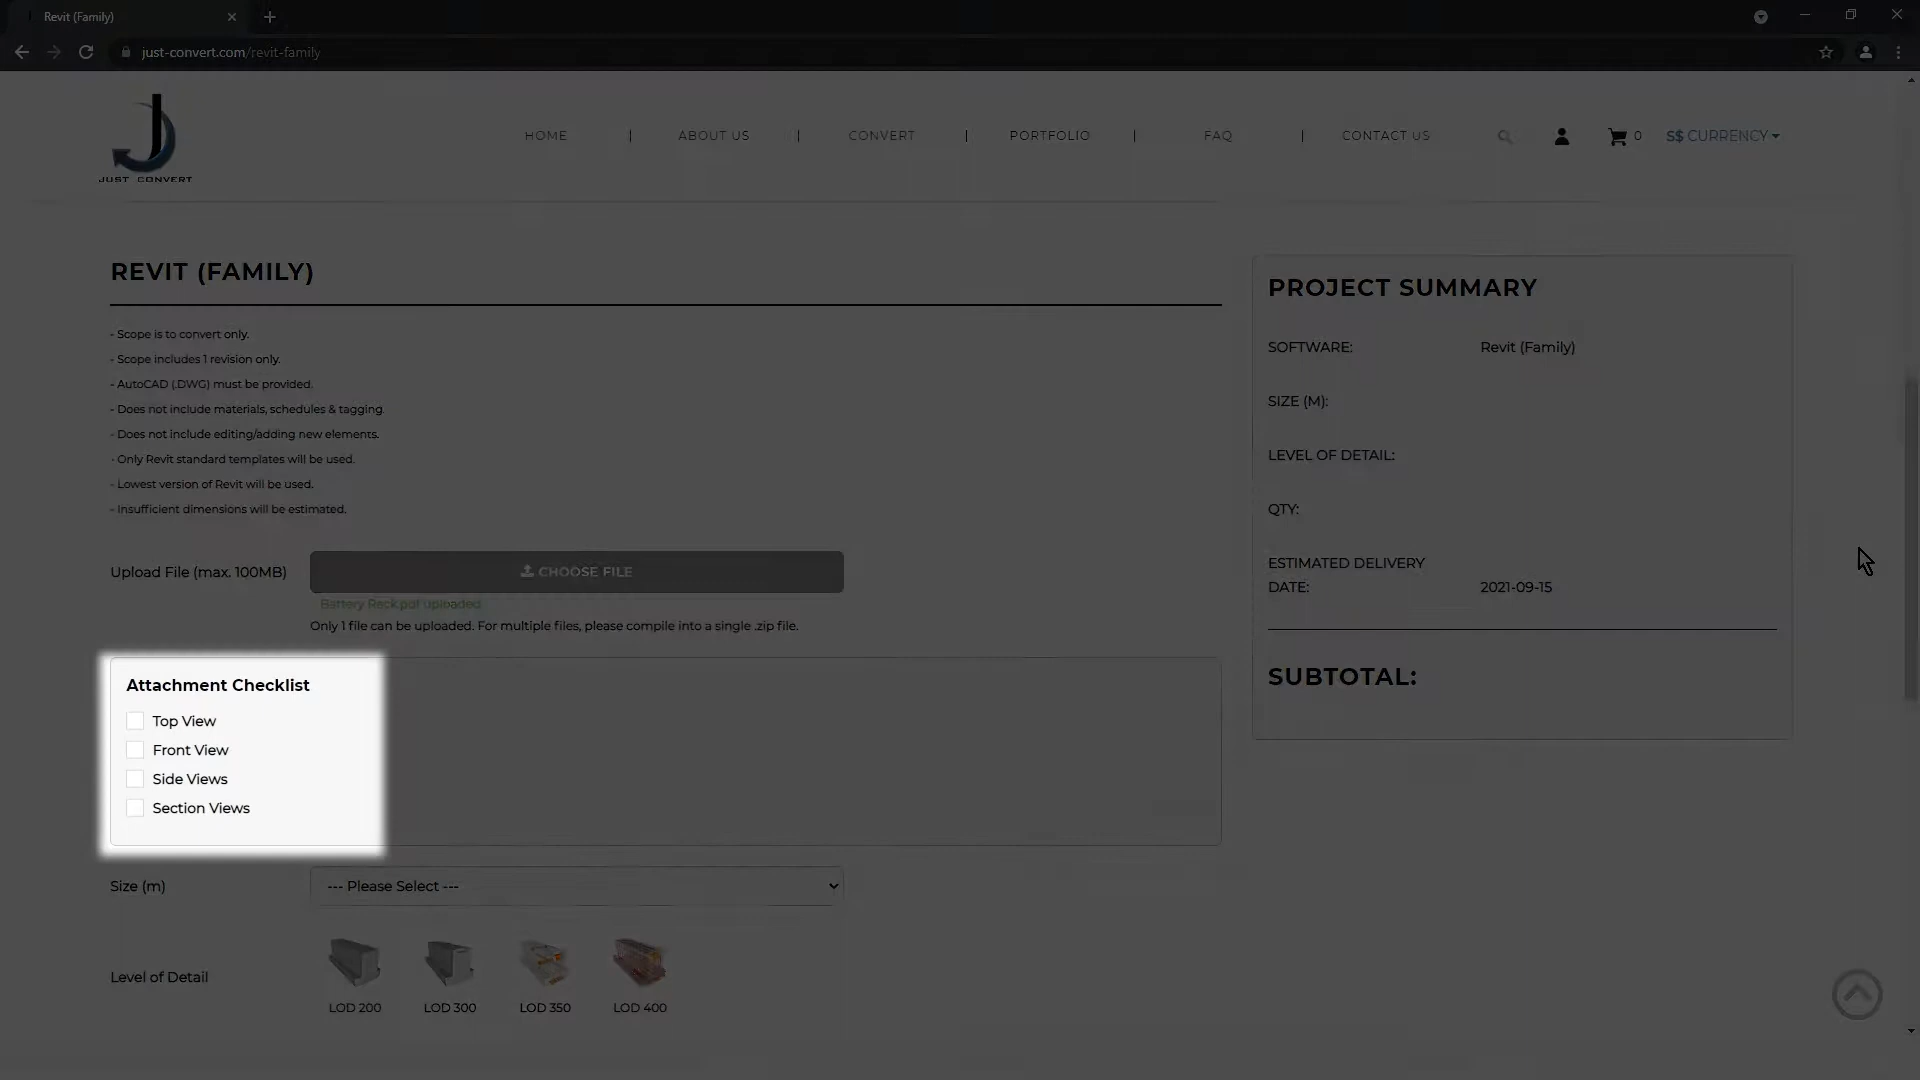 Revit (Family)
just-convert.com/revit-family
JUST CONVERT
HOME | ABOUT US | CONVERT | PORTFOLIO | FAQ | CONTACT US
0
S$ CURRENCY
REVIT (FAMILY)
- Scope is to convert only.
- Scope includes 1 revision only.
- AutoCAD (.DWG) must be provided.
- Does not include materials, schedules & tagging.
- Does not include editing/adding new elements.
- Only Revit standard templates will be used.
- Lowest version of Revit will be used.
- Insufficient dimensions will be estimated.
Upload File (max. 100MB)
CHOOSE FILE
Battery Rack.pdf uploaded
Only 1 file can be uploaded. For multiple files, please compile into a single .zip file.
Attachment Checklist
Top View
Front View
Side Views
Section Views
Size (m)
--- Please Select ---
Level of Detail
LOD 200
LOD 300
LOD 350
LOD 400
PROJECT SUMMARY
SOFTWARE: Revit (Family)
SIZE (M):
LEVEL OF DETAIL:
QTY:
ESTIMATED DELIVERY
DATE: 2021-09-15
SUBTOTAL: